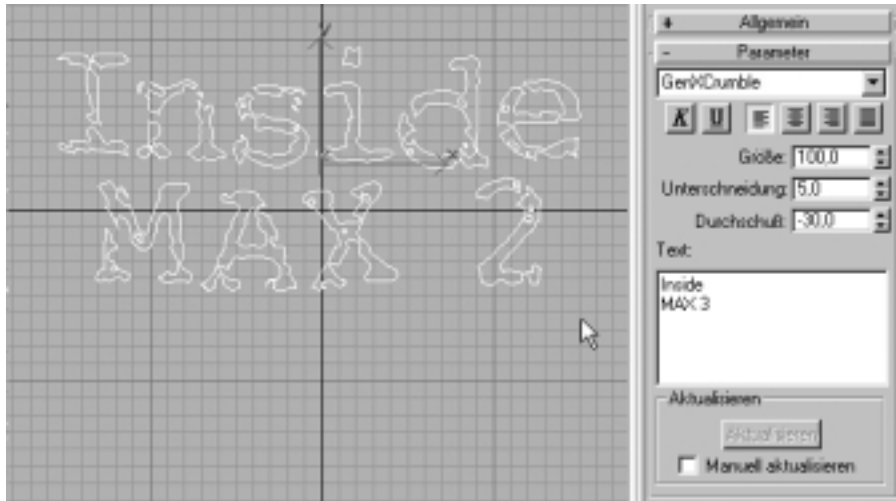 Inside
MAX 2
y
x
+ Allgemein
- Parameter
GenXCrumble
K U
Größe: 100,0
Unterschneidung: 5,0
Durchschuß: -30,0
Text:
Inside
MAX 3
Aktualisieren
Aktualisieren
Manuell aktualisieren